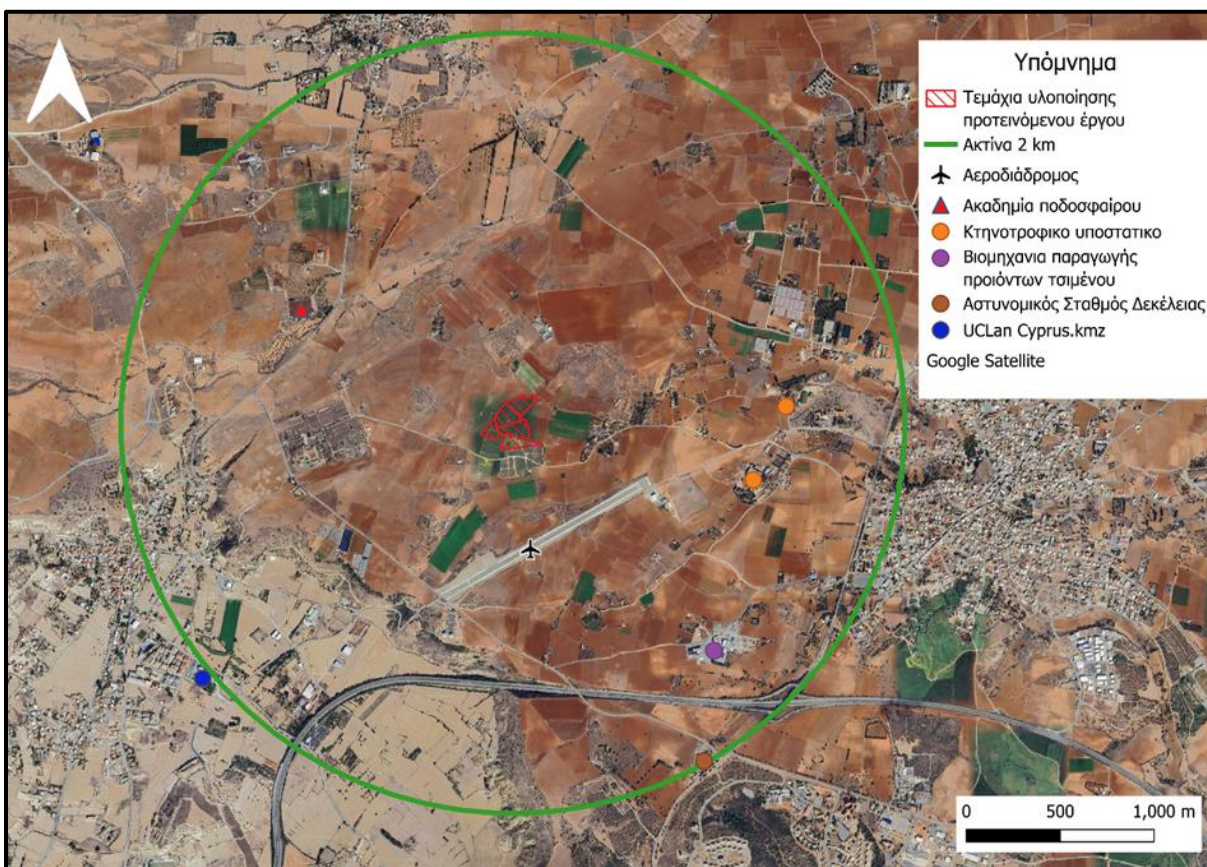 Υπόμνημα
Τεμάχια υλοποίησης
προτεινόμενου έργου
Ακτίνα 2 km
Αεροδιάδρομος
Ακαδημία ποδοσφαίρου
Κτηνοτροφικο υποστατικο
Βιομηχανια παραγωγής
προιόντων τσιμένου
Αστυνομικός Σταθμός Δεκέλειας
UCLan Cyprus.kmz
Google Satellite
0 500 1,000 m